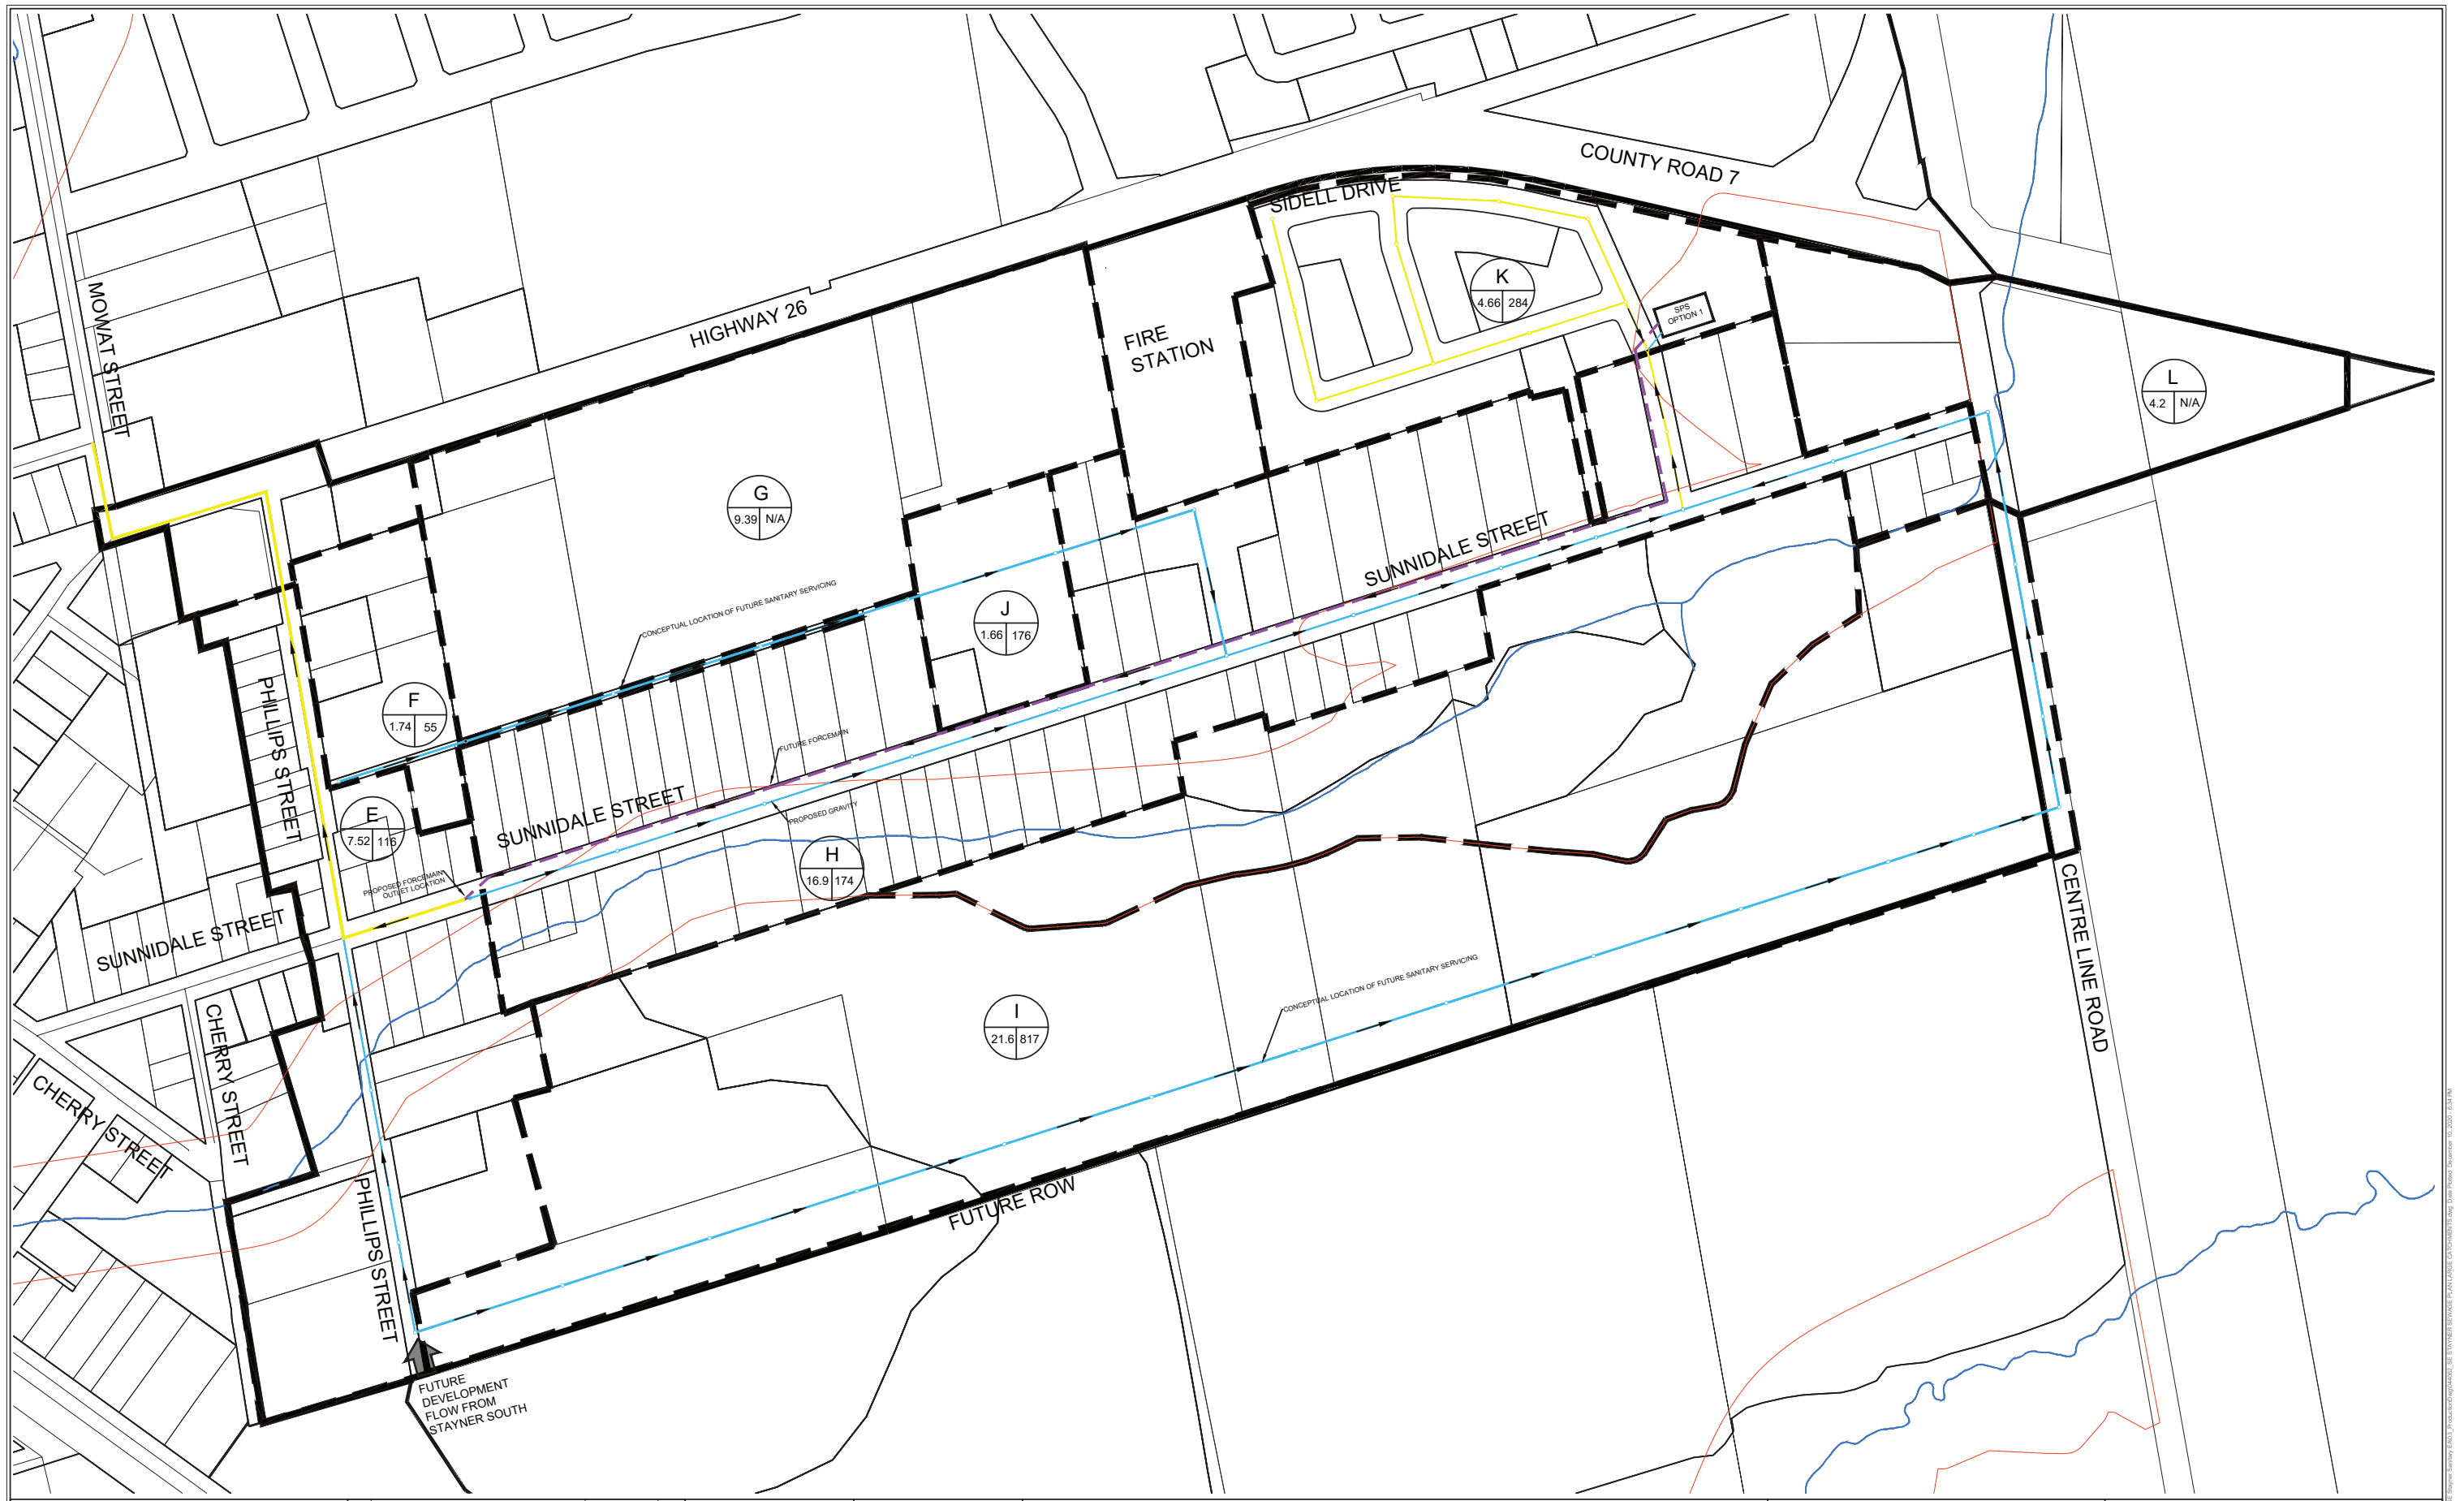 COUNTY ROAD 7
SIDELL DRIVE
MOWAT STREET
HIGHWAY 26
FIRE
STATION
K
4.66 284
SPS
OPTION 1
L
4.2 N/A
G
9.39 N/A
SUNNIDALE STREET
CONCEPTUAL LOCATION OF FUTURE SANITARY SERVICING
J
1.66 176
PHILLIPS STREET
F
1.74 55
FUTURE FORCEMAIN
SUNNIDALE STREET
PROPOSED GRAVITY
E
7.52 116
PROPOSED FORCEMAIN
OUTLET LOCATION
H
16.9 174
SUNNIDALE STREET
CENTRE LINE ROAD
CONCEPTUAL LOCATION OF FUTURE SANITARY SERVICING
I
21.6 817
CHERRY STREET
CHERRY STREET
PHILLIPS STREET
FUTURE ROW
FUTURE
DEVELOPMENT
FLOW FROM
STAYNER SOUTH